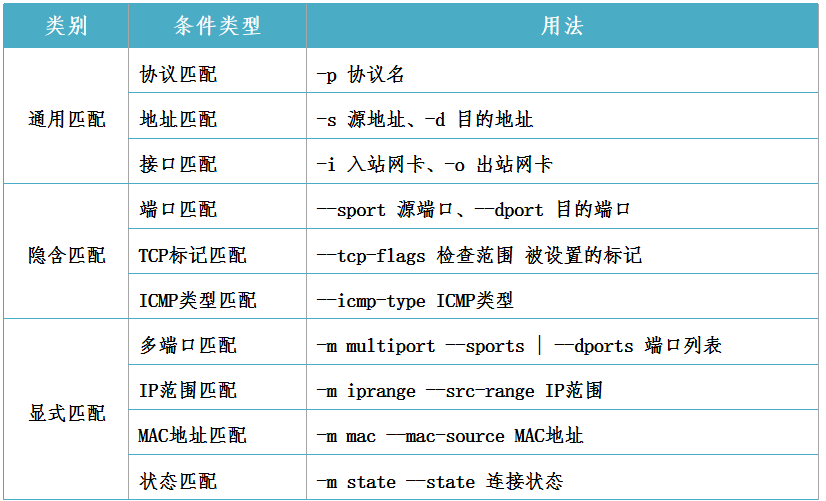 类别 条件类型 用法
通用匹配 协议匹配 -p 协议名
地址匹配 -s 源地址、-d 目的地址
接口匹配 -i 入站网卡、-o 出站网卡
隐含匹配 端口匹配 --sport 源端口、--dport 目的端口
TCP标记匹配 --tcp-flags 检查范围 被设置的标记
ICMP类型匹配 --icmp-type ICMP类型
显式匹配 多端口匹配 -m multiport --sports | --dports 端口列表
IP范围匹配 -m iprange --src-range IP范围
MAC地址匹配 -m mac --mac-source MAC地址
状态匹配 -m state --state 连接状态